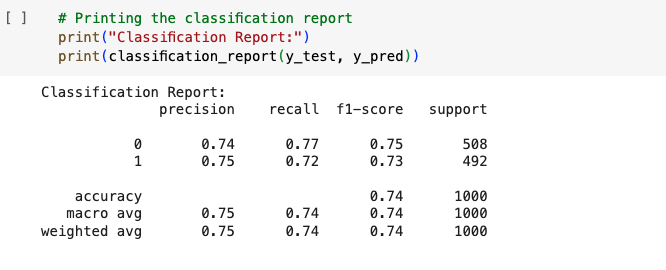 [ ] # Printing the classification report
print("Classification Report:")
print(classification_report(y_test, y_pred))
Classification Report:
precision recall f1-score support
0 0.74 0.77 0.75 508
1 0.75 0.72 0.73 492
accuracy 0.74 1000
macro avg 0.75 0.74 0.74 1000
weighted avg 0.75 0.74 0.74 1000